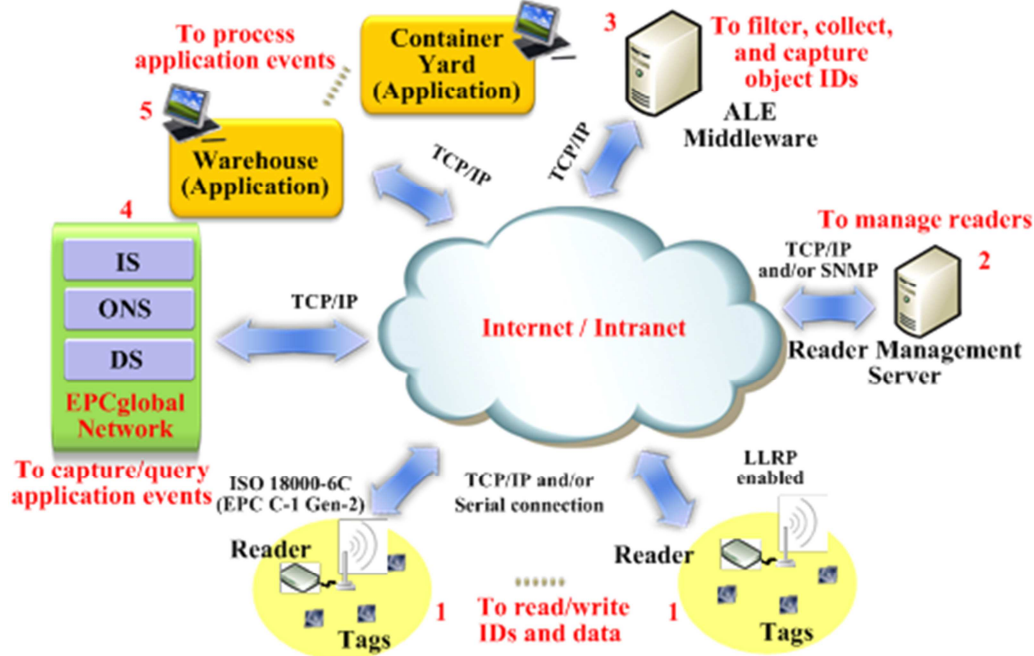 To process
application events
5
Warehouse
(Application)
Container
Yard
(Application)
3
To filter, collect,
and capture
object IDs
ALE
Middleware
TCP/IP
TCP/IP
4
IS
ONS
DS
EPCglobal
Network
To capture/query
application events
TCP/IP
Internet / Intranet
To manage readers
TCP/IP
and/or SNMP
2
Reader Management
Server
ISO 18000-6C
(EPC C-1 Gen-2)
TCP/IP and/or
Serial connection
LLRP
enabled
Reader
Tags
1
To read/write
IDs and data
1
Reader
Tags